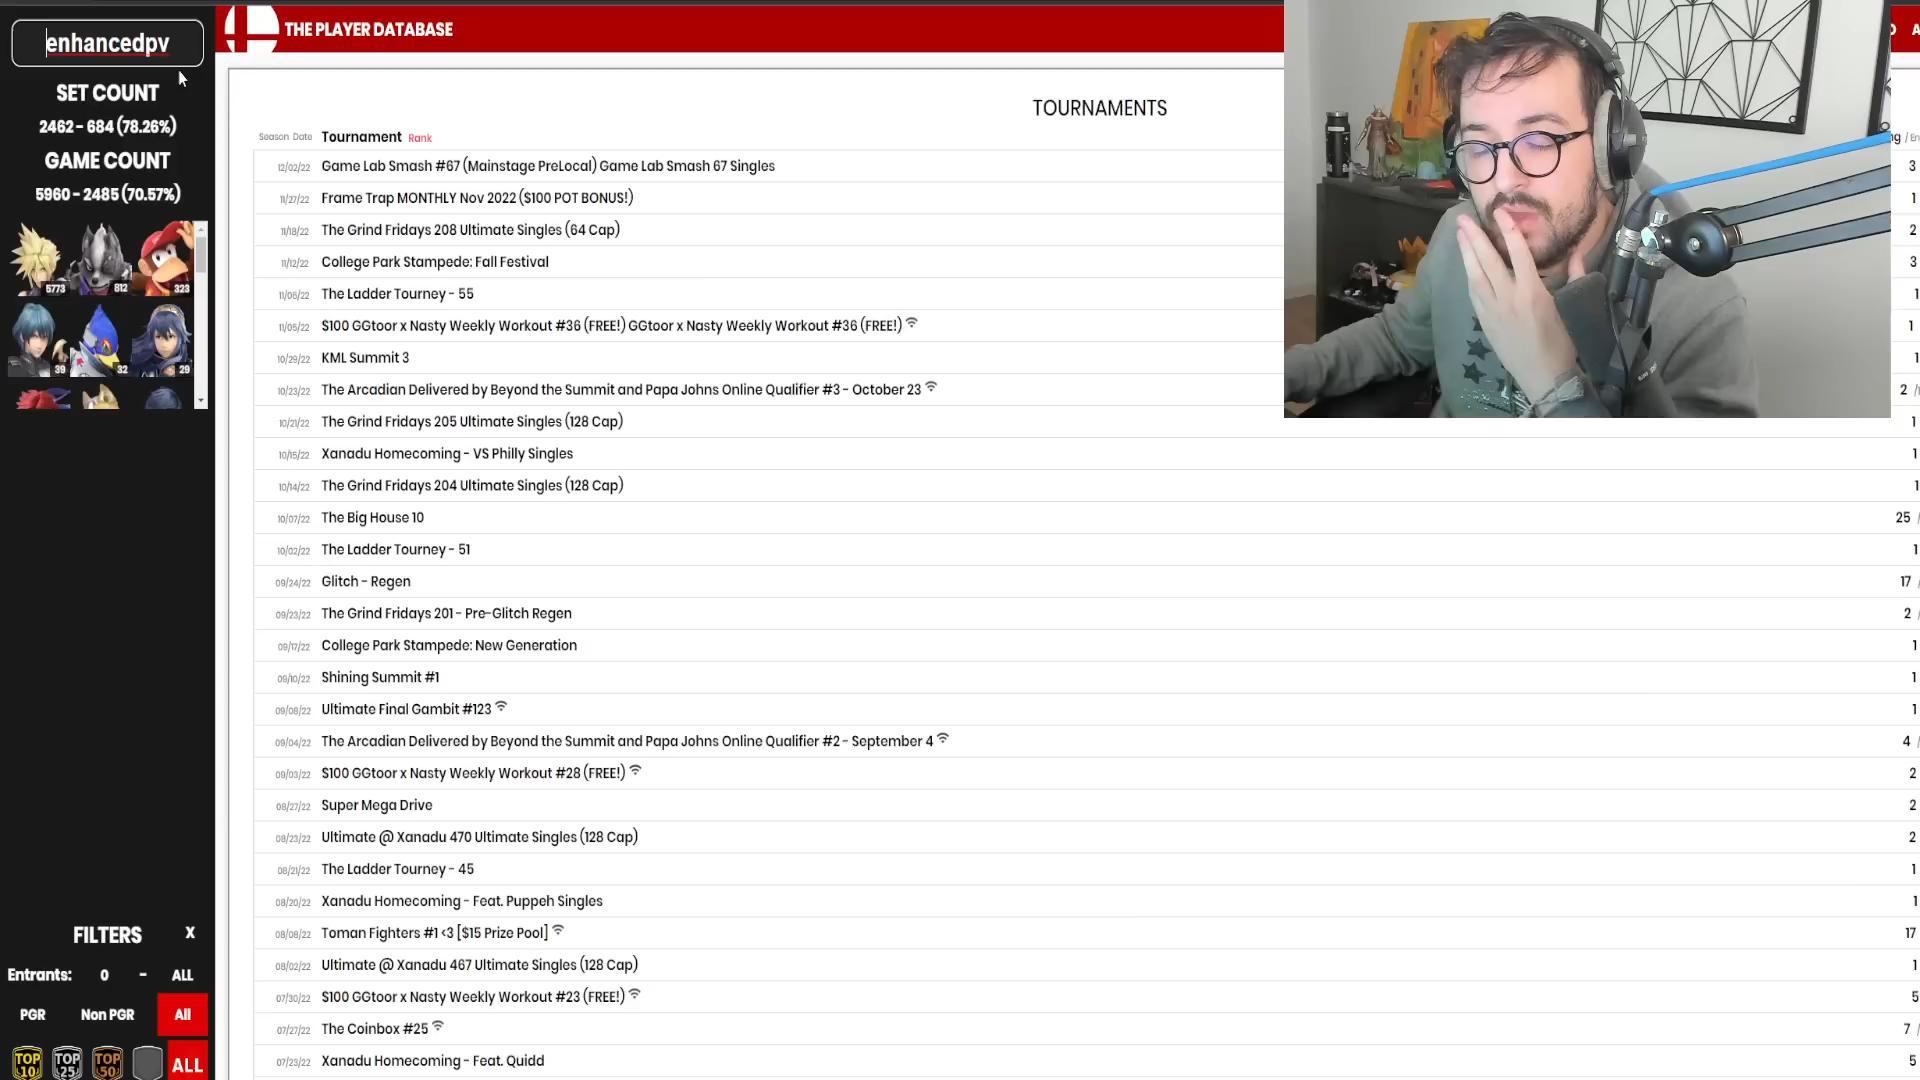 enhancedpv
SET COUNT
2462 - 684 (78.26%)
GAME COUNT
5960 - 2485 (70.57%)
5773 812 323
39 32 29
FILTERS X
Entrants: 0 - ALL
PGR Non PGR All
TOP 10 TOP 25 TOP 50 ALL
THE PLAYER DATABASE
TOURNAMENTS
Season Date Tournament Rank
12/02/22 Game Lab Smash #67 (Mainstage PreLocal) Game Lab Smash 67 Singles 3
11/27/22 Frame Trap MONTHLY Nov 2022 ($100 POT BONUS!) 1
11/18/22 The Grind Fridays 208 Ultimate Singles (64 Cap) 2
11/12/22 College Park Stampede: Fall Festival 3
11/06/22 The Ladder Tourney - 55 1
11/05/22 $100 GGtoor x Nasty Weekly Workout #36 (FREE!) GGtoor x Nasty Weekly Workout #36 (FREE!) 1
10/29/22 KML Summit 3 1
10/23/22 The Arcadian Delivered by Beyond the Summit and Papa Johns Online Qualifier #3 - October 23 2
10/21/22 The Grind Fridays 205 Ultimate Singles (128 Cap) 1
10/15/22 Xanadu Homecoming - VS Philly Singles 1
10/14/22 The Grind Fridays 204 Ultimate Singles (128 Cap) 1
10/07/22 The Big House 10 25 /
10/02/22 The Ladder Tourney - 51 1
09/24/22 Glitch - Regen 17 /
09/23/22 The Grind Fridays 201 - Pre-Glitch Regen 2 /
09/17/22 College Park Stampede: New Generation 1
09/10/22 Shining Summit #1 1
09/08/22 Ultimate Final Gambit #123 1
09/04/22 The Arcadian Delivered by Beyond the Summit and Papa Johns Online Qualifier #2 - September 4 4 /
09/03/22 $100 GGtoor x Nasty Weekly Workout #28 (FREE!) 2
08/27/22 Super Mega Drive 2
08/23/22 Ultimate @ Xanadu 470 Ultimate Singles (128 Cap) 2
08/21/22 The Ladder Tourney - 45 1
08/20/22 Xanadu Homecoming - Feat. Puppeh Singles 1
08/08/22 Toman Fighters #1 <3 [$15 Prize Pool] 17
08/02/22 Ultimate @ Xanadu 467 Ultimate Singles (128 Cap) 1
07/30/22 $100 GGtoor x Nasty Weekly Workout #23 (FREE!) 5
07/27/22 The Coinbox #25 7 /
07/23/22 Xanadu Homecoming - Feat. Quidd 5